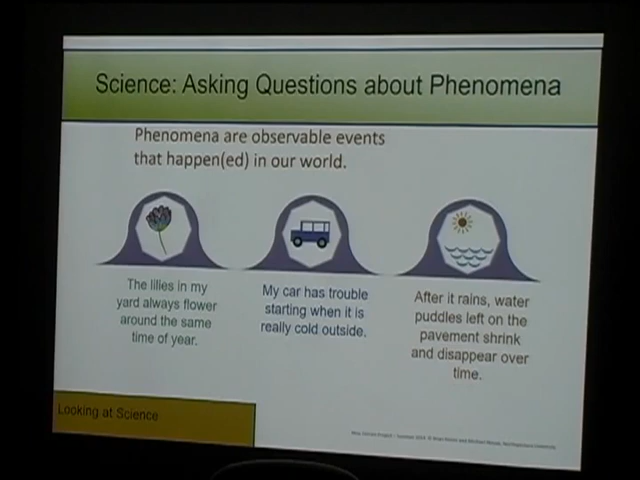 Science: Asking Questions about Phenomena
Phenomena are observable events
that happen(ed) in our world.
The lilies in my
yard always flower
around the same
time of year.
My car has trouble
starting when it is
really cold outside.
After it rains, water
puddles left on the
pavement shrink
and disappear over
time.
Looking at Science